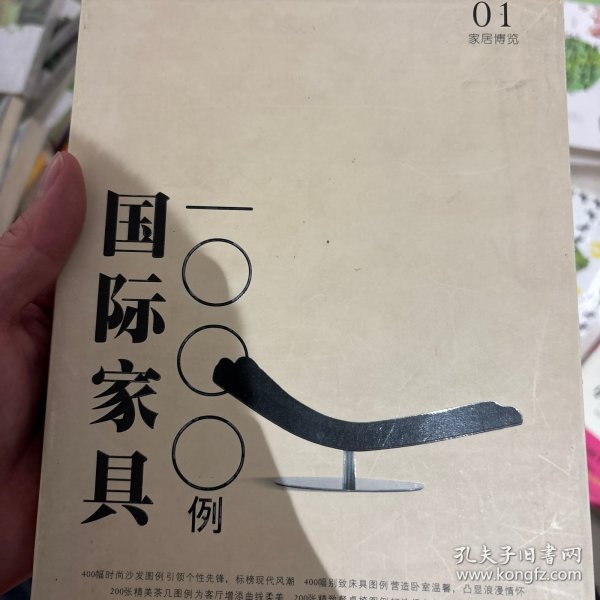 01
家居博览
国际家具
一〇〇〇例
400幅时尚沙发图例引领个性先锋，标榜现代风潮 400幅别致床具图例营造卧室温馨，凸显浪漫情怀
200张精美茶几图例为客厅增添曲线柔美
孔夫子旧书网
www.kongfz.com